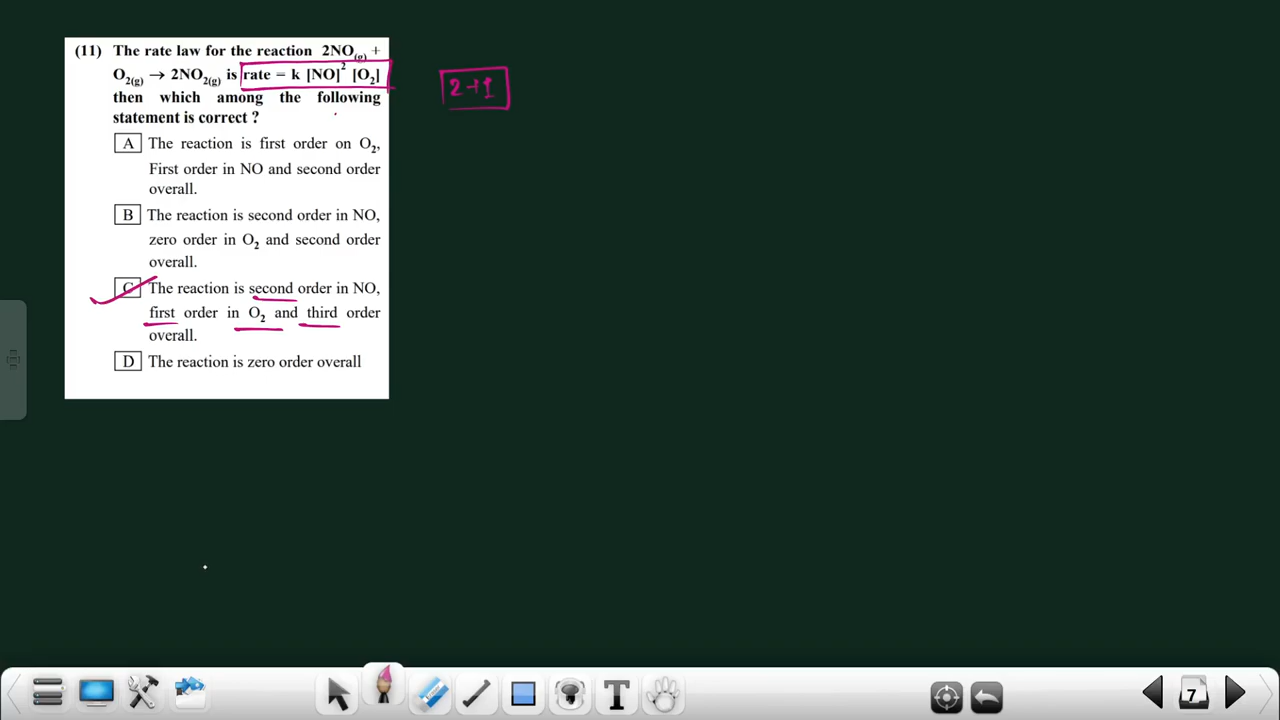 (11) The rate law for the reaction 2NO(g) +
O2(g) → 2NO2(g) is rate = k [NO]² [O2]
then which among the following
statement is correct ?
A The reaction is first order on O2,
First order in NO and second order
overall.
B The reaction is second order in NO,
zero order in O2 and second order
overall.
C The reaction is second order in NO,
first order in O2 and third order
overall.
D The reaction is zero order overall
2+1
T
7